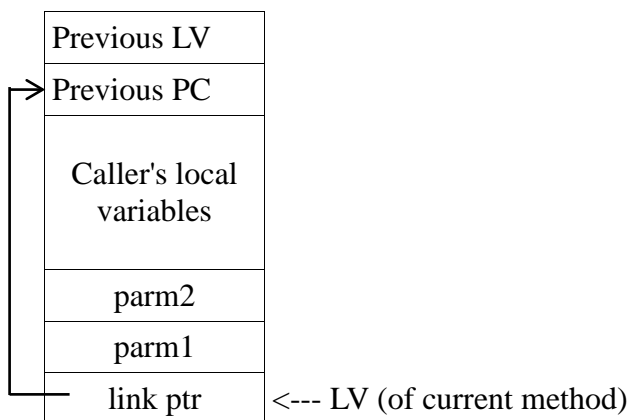 Previous LV
Previous PC
Caller's local
variables
parm2
parm1
link ptr <--- LV (of current method)